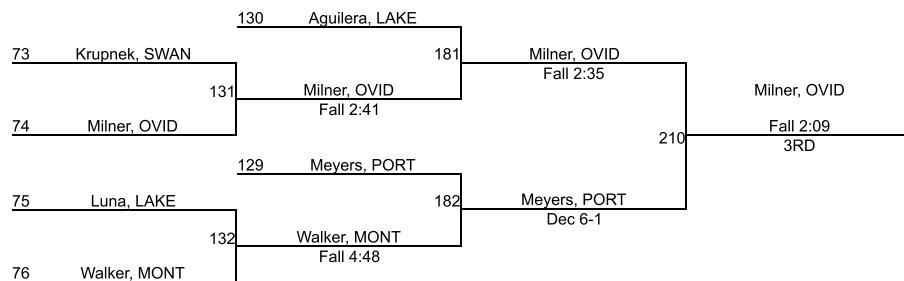 130 Aguilera, LAKE
73 Krupnek, SWAN
181 Milner, OVID
Fall 2:35
131 Milner, OVID
Fall 2:41
Milner, OVID
74 Milner, OVID
Fall 2:09
210
3RD
129 Meyers, PORT
75 Luna, LAKE
182 Meyers, PORT
Dec 6-1
132 Walker, MONT
Fall 4:48
76 Walker, MONT